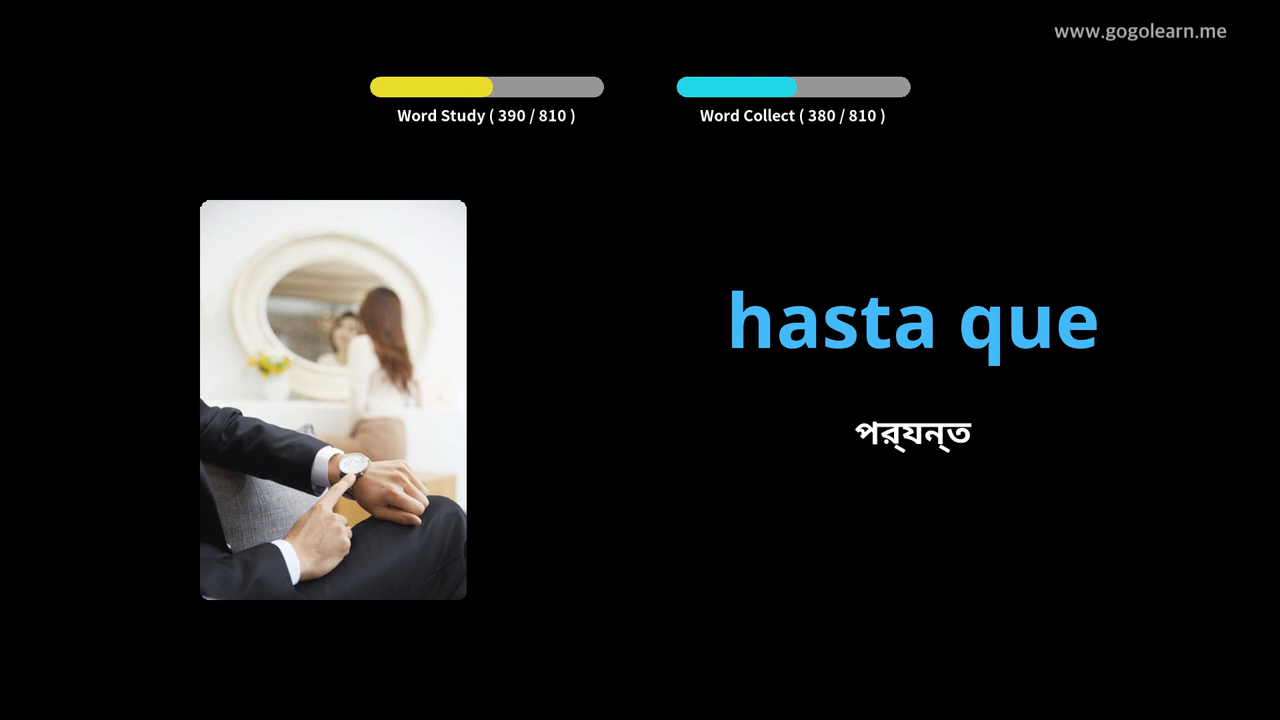 www.gogolearn.me
Word Study ( 390 / 810 )
Word Collect ( 380 / 810 )
hasta que
পর্যন্ত